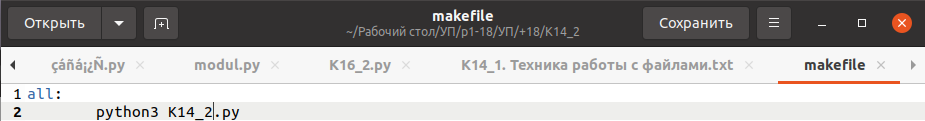 makefile
Открыть
~/Рабочий стол/УП/p1-18/УП/+18/K14_2
Сохранить
çáñá¡¿Ñ.py
modul.py
K16_2.py
K14_1. Техника работы с файлами.txt
makefile
1 all:
2 python3 K14_2.py